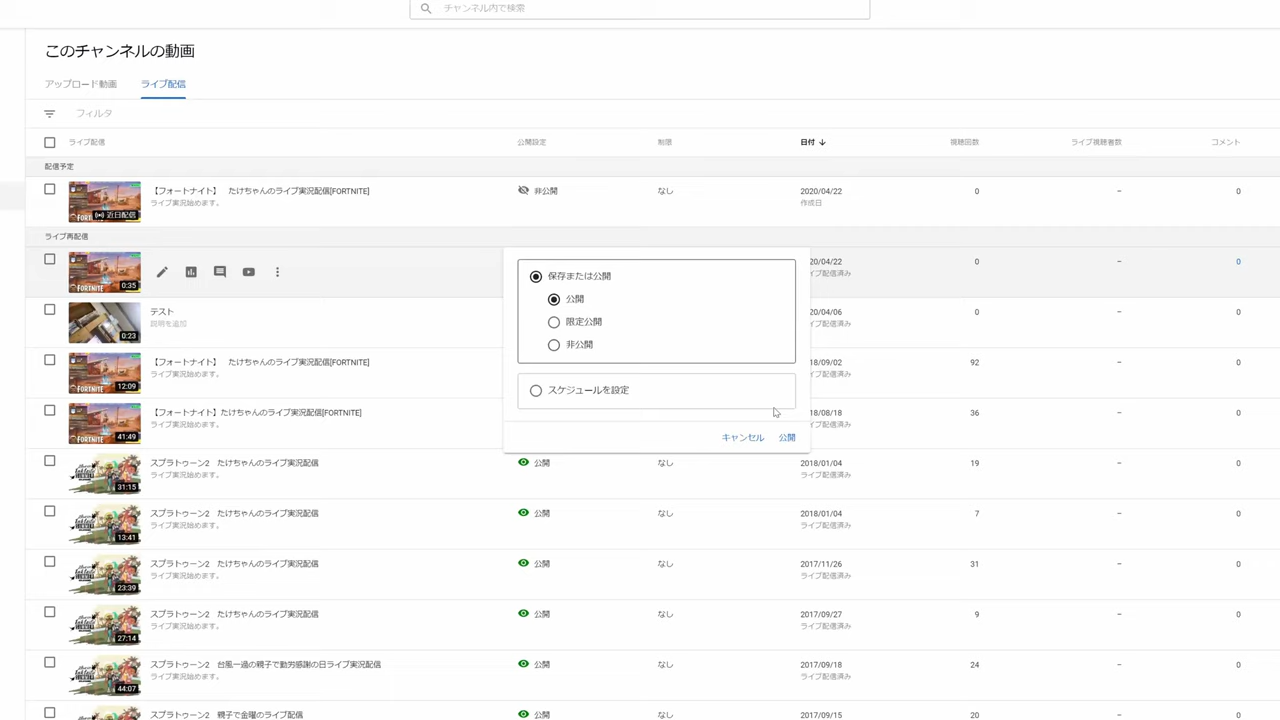 チャンネル内で検索
このチャンネルの動画
アップロード動画 ライブ配信
フィルタ
ライブ配信 公開設定 制限 日付 視聴回数 ライブ視聴者数 コメント
配信予定
【フォートナイト】 たけちゃんのライブ実況配信[FORTNITE] 非公開 なし 2020/04/22 0 – 0
ライブ実況始めます。 作成日
近日配信
ライブ再配信
20/04/22 0 0
イブ配信済み
0:35
保存または公開
公開
限定公開
非公開
スケジュールを設定
キャンセル 公開
テスト 20/04/06 0 – 0
説明を追加 イブ配信済み
0:23
【フォートナイト】 たけちゃんのライブ実況配信[FORTNITE] 18/09/02 92 – 0
ライブ実況始めます。 イブ配信済み
12:09
【フォートナイト】たけちゃんのライブ実況配信[FORTNITE] 18/08/18 36 – 0
ライブ実況始めます。 イブ配信済み
41:49
スプラトゥーン2 たけちゃんのライブ実況配信 公開 なし 2018/01/04 19 – 0
ライブ実況始めます。 ライブ配信済み
31:15
スプラトゥーン2 たけちゃんのライブ実況配信 公開 なし 2018/01/04 7 – 0
ライブ実況始めます。 ライブ配信済み
13:41
スプラトゥーン2 たけちゃんのライブ実況配信 公開 なし 2017/11/26 31 – 0
ライブ実況始めます。 ライブ配信済み
23:39
スプラトゥーン2 たけちゃんのライブ実況配信 公開 なし 2017/09/27 9 – 0
ライブ実況始めます。 ライブ配信済み
27:14
スプラトゥーン2 台風一過の親子で勤労感謝の日ライブ実況配信 公開 なし 2017/09/18 24 – 0
ライブ実況始めます。 ライブ配信済み
44:07
スプラトゥーン2 親子で金曜のライブ配信 公開 なし 2017/09/15 20 – 0